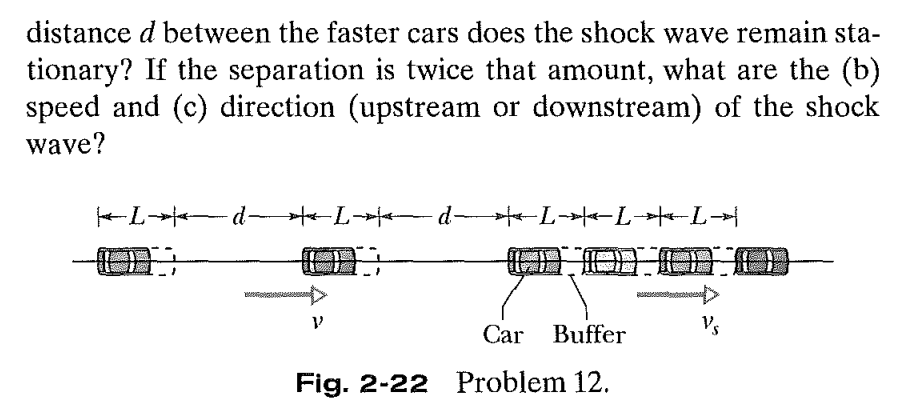 distance d between the faster cars does the shock wave remain sta-
tionary? If the separation is twice that amount, what are the (b)
speed and (c) direction (upstream or downstream) of the shock
wave?
L d L d L L L
v
Car Buffer
vs
Fig. 2-22 Problem 12.